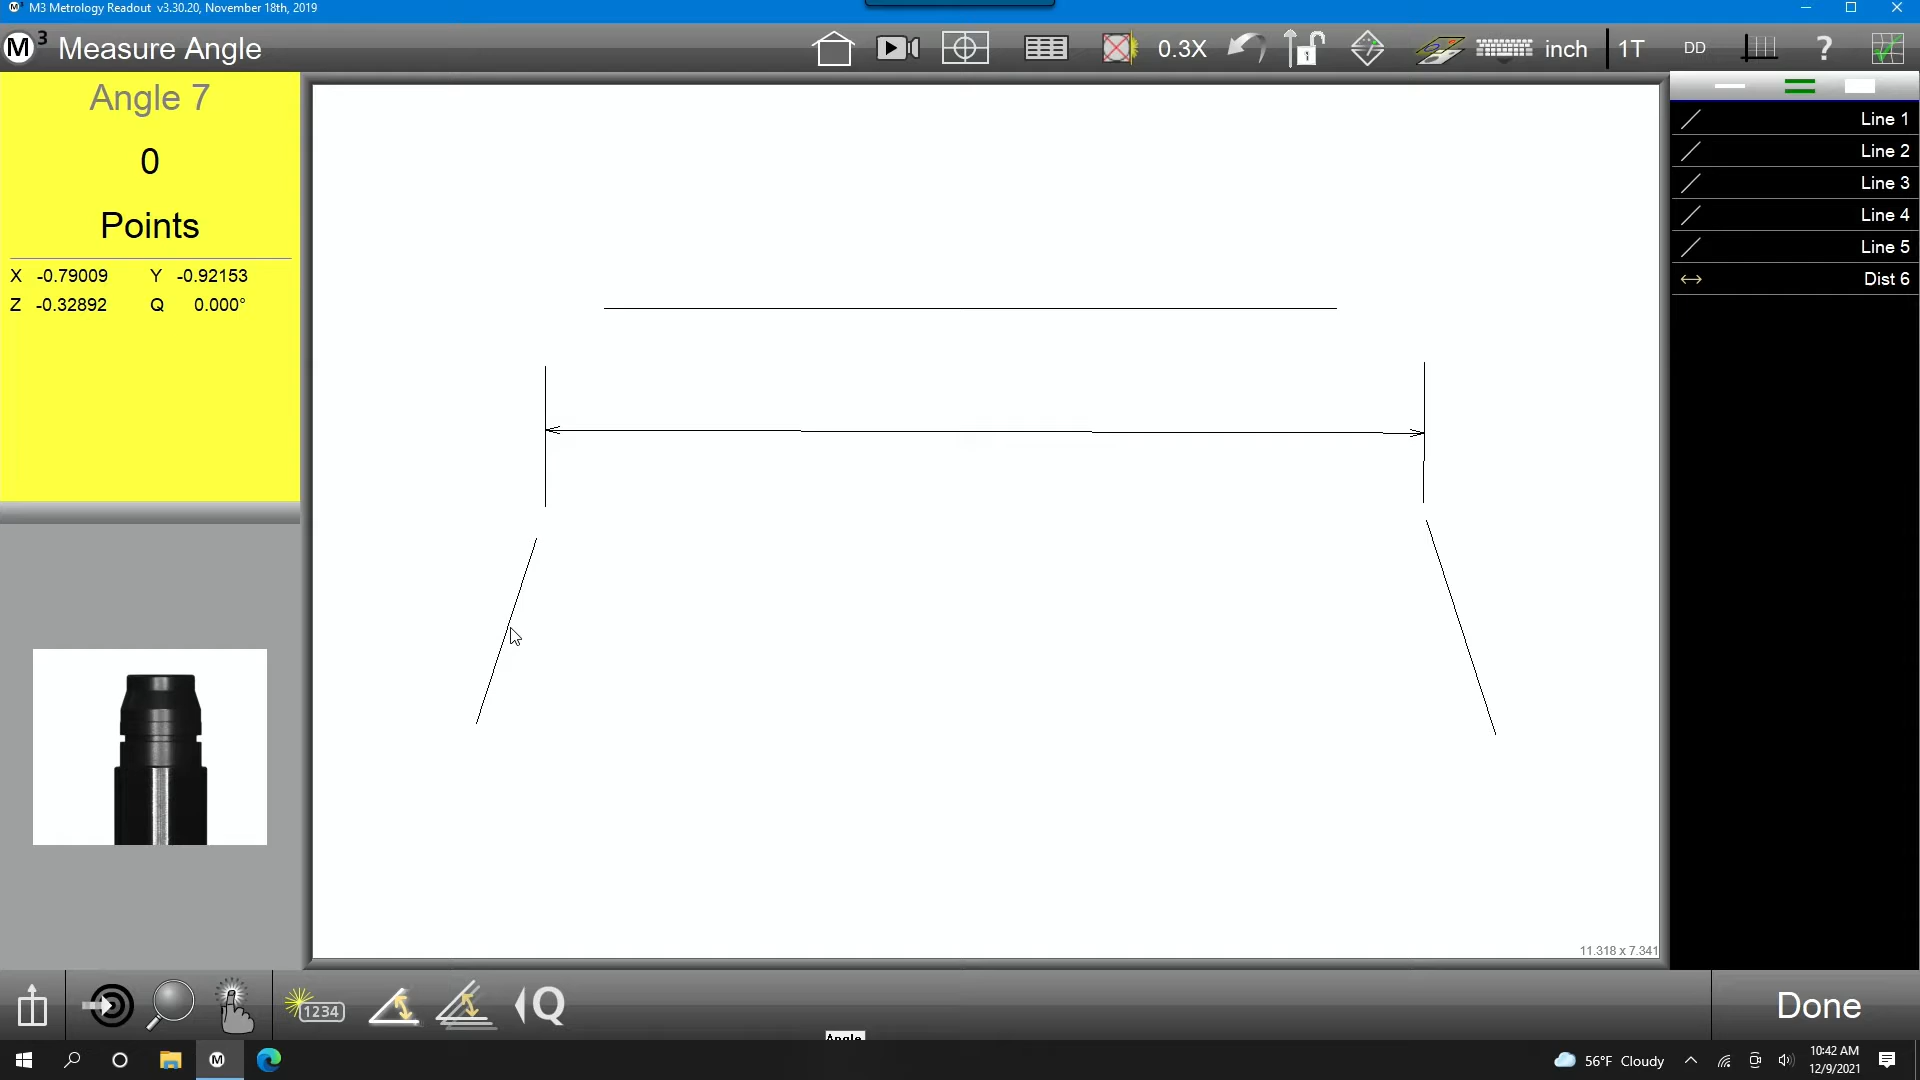 M3 Metrology Readout v3.30.20, November 18th, 2019
M3 Measure Angle
0.3X
inch
1T
DD
?
Angle 7
0
Points
X -0.79009 Y -0.92153
Z -0.32892 Q 0.000°
Line 1
Line 2
Line 3
Line 4
Line 5
Dist 6
11.318 x 7.341
1234
Q
Done
Angle
M
56°F Cloudy
10:42 AM
12/9/2021